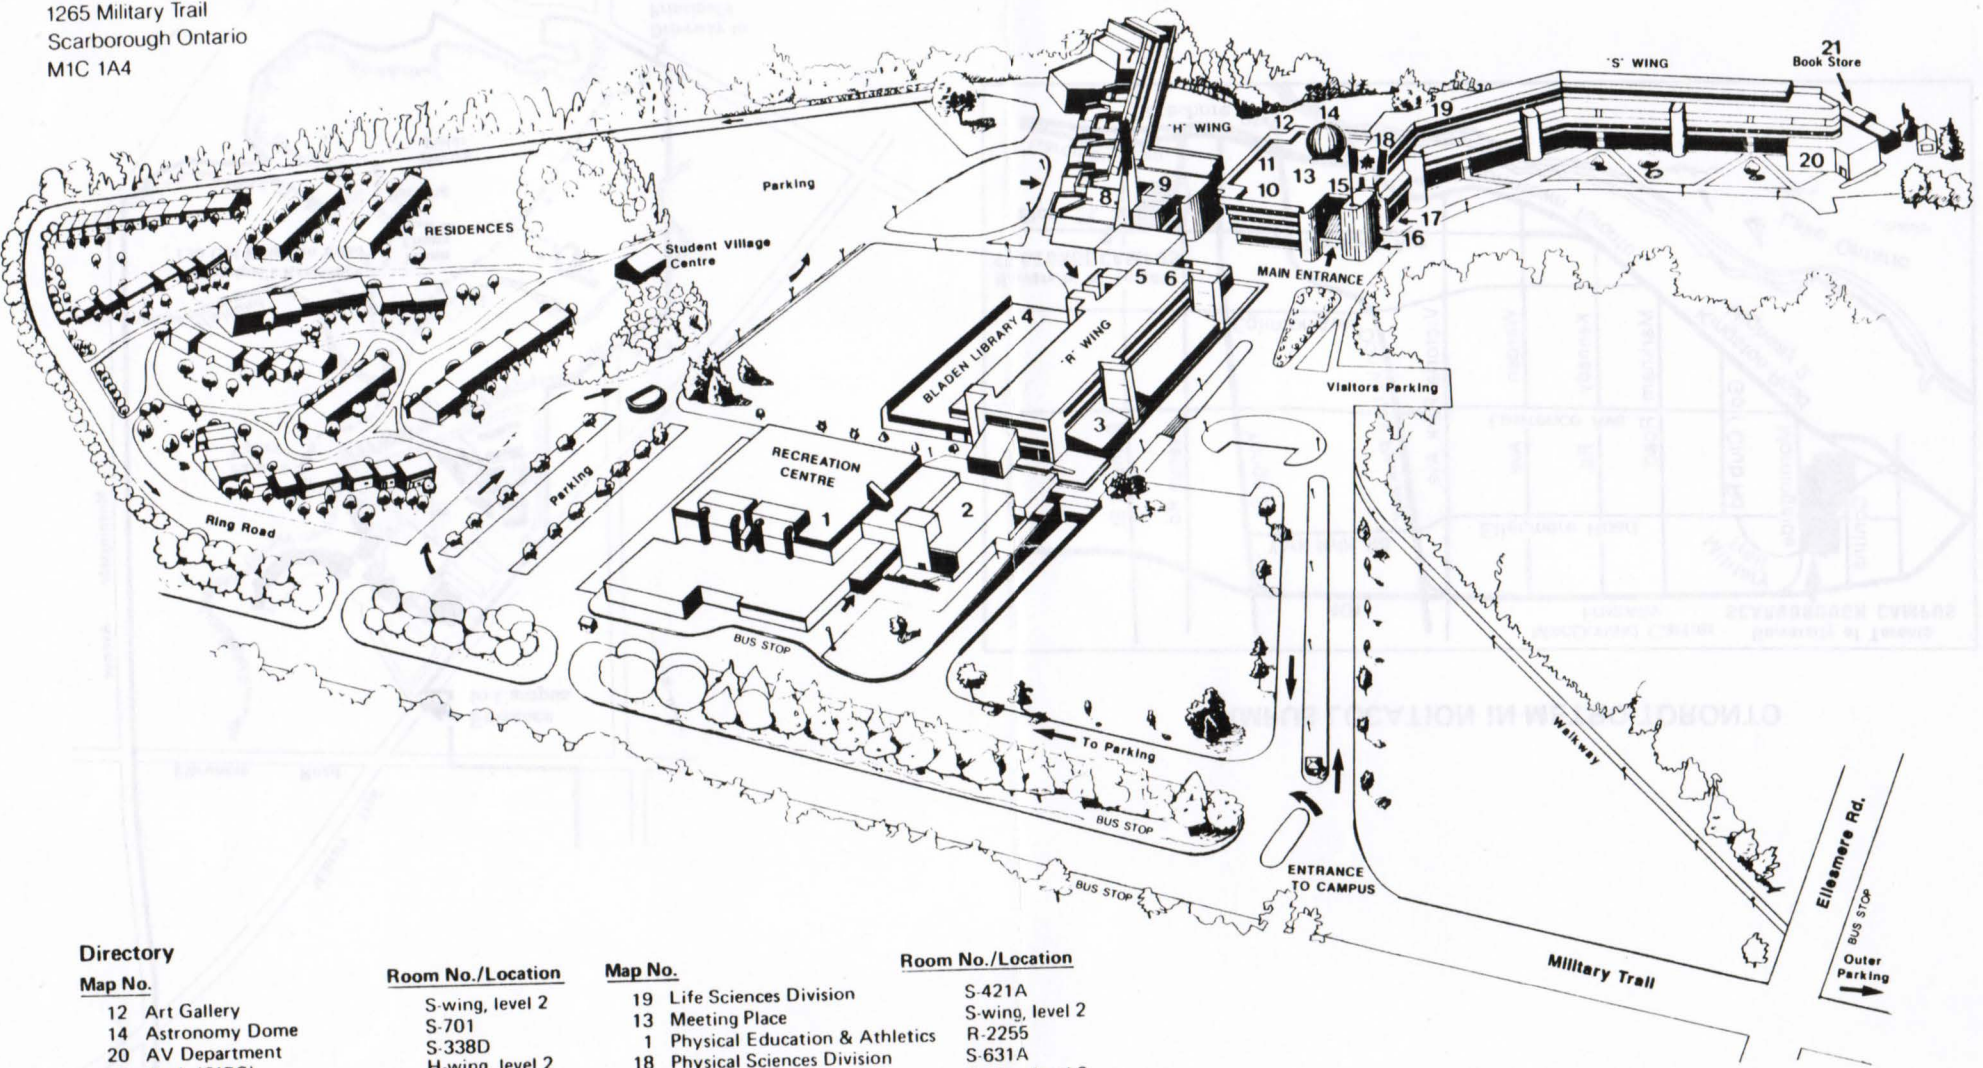 1265 Military Trail
Scarborough Ontario
M1C 1A4
21
Book Store
'S' WING
7
'H' WING
12
14
19
18
20
11
13
10
15
9
8
17
16
MAIN ENTRANCE
Parking
RESIDENCES
Student Village
Centre
5
6
4
BLADEN LIBRARY
'R' WING
3
Visitors Parking
RECREATION
CENTRE
1
2
Parking
Ring Road
BUS STOP
To Parking
BUS STOP
BUS STOP
ENTRANCE
TO CAMPUS
Walkway
Ellesmere Rd.
BUS STOP
Outer
Parking
Military Trail
Directory
Map No. Room No./Location
12 Art Gallery S-wing, level 2
14 Astronomy Dome S-701
20 AV Department S-338D
H-wing, level 2
Map No. Room No./Location
19 Life Sciences Division S-421A
13 Meeting Place S-wing, level 2
1 Physical Education & Athletics R-2255
18 Physical Sciences Division S-631A